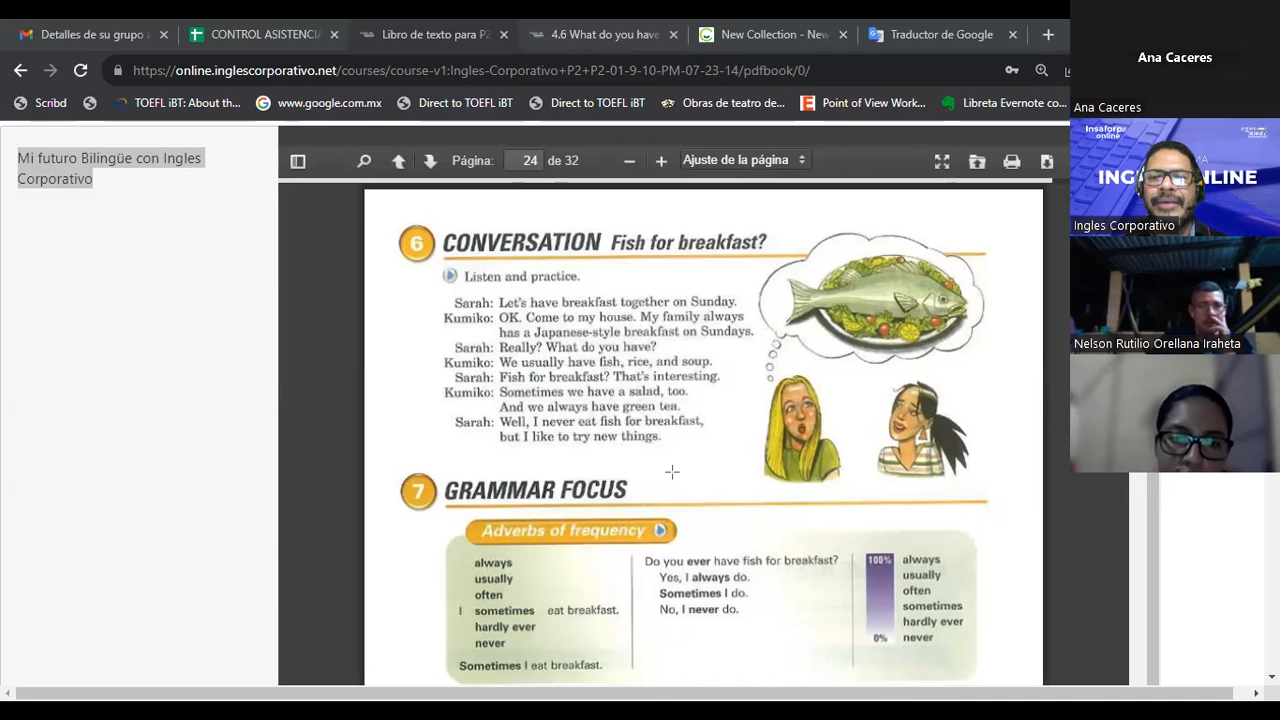 Detalles de su grupo a
CONTROL ASISTENCIA
Libro de texto para P2
4.6 What do you have
New Collection - New
Traductor de Google
https://online.inglescorporativo.net/courses/course-v1:Ingles-Corporativo+P2+P2-01-9-10-PM-07-23-14/pdfbook/0/
Scribd
TOEFL iBT: About th...
www.google.com.mx
Direct to TOEFL iBT
Direct to TOEFL iBT
Obras de teatro de...
Point of View Work...
Libreta Evernote co...
Mi futuro Bilingüe con Ingles
Corporativo
Página: 24 de 32
Ajuste de la página
6 CONVERSATION Fish for breakfast?
Listen and practice.
Sarah: Let's have breakfast together on Sunday.
Kumiko: OK. Come to my house. My family always
has a Japanese-style breakfast on Sundays.
Sarah: Really? What do you have?
Kumiko: We usually have fish, rice, and soup.
Sarah: Fish for breakfast? That's interesting.
Kumiko: Sometimes we have a salad, too.
And we always have green tea.
Sarah: Well, I never eat fish for breakfast,
but I like to try new things.
7 GRAMMAR FOCUS
Adverbs of frequency
always
usually
often
I sometimes eat breakfast.
hardly ever
never
Sometimes I eat breakfast.
Do you ever have fish for breakfast?
Yes, I always do.
Sometimes I do.
No, I never do.
100% always
usually
often
sometimes
hardly ever
0% never
Ana Caceres
Ana Caceres
Insaforp
online
INGLES ONLINE
Ingles Corporativo
Nelson Rutilio Orellana Iraheta